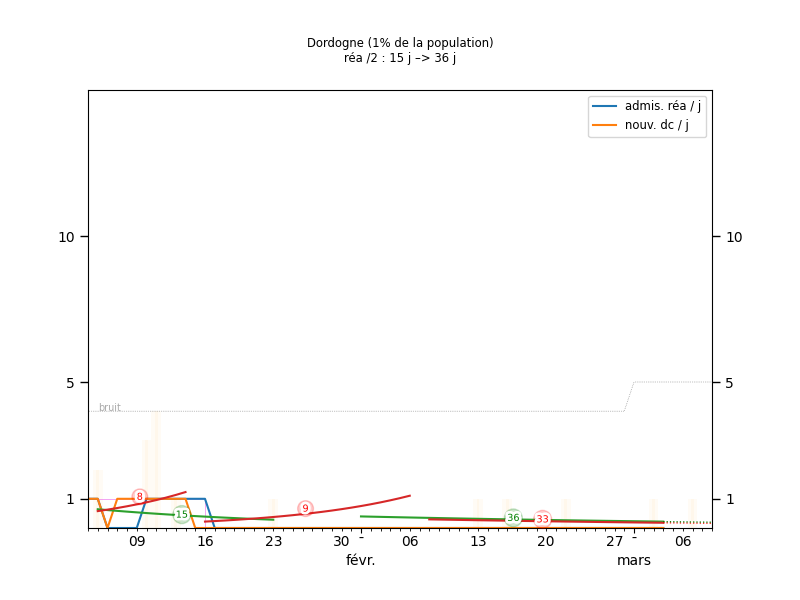 Dordogne (1% de la population)
réa /2 : 15 j –> 36 j
admis. réa / j
nouv. dc / j
10
10
5
5
bruit
1
1
8
15
9
36
33
09
16
23
30
06
13
20
27
06
févr.
mars